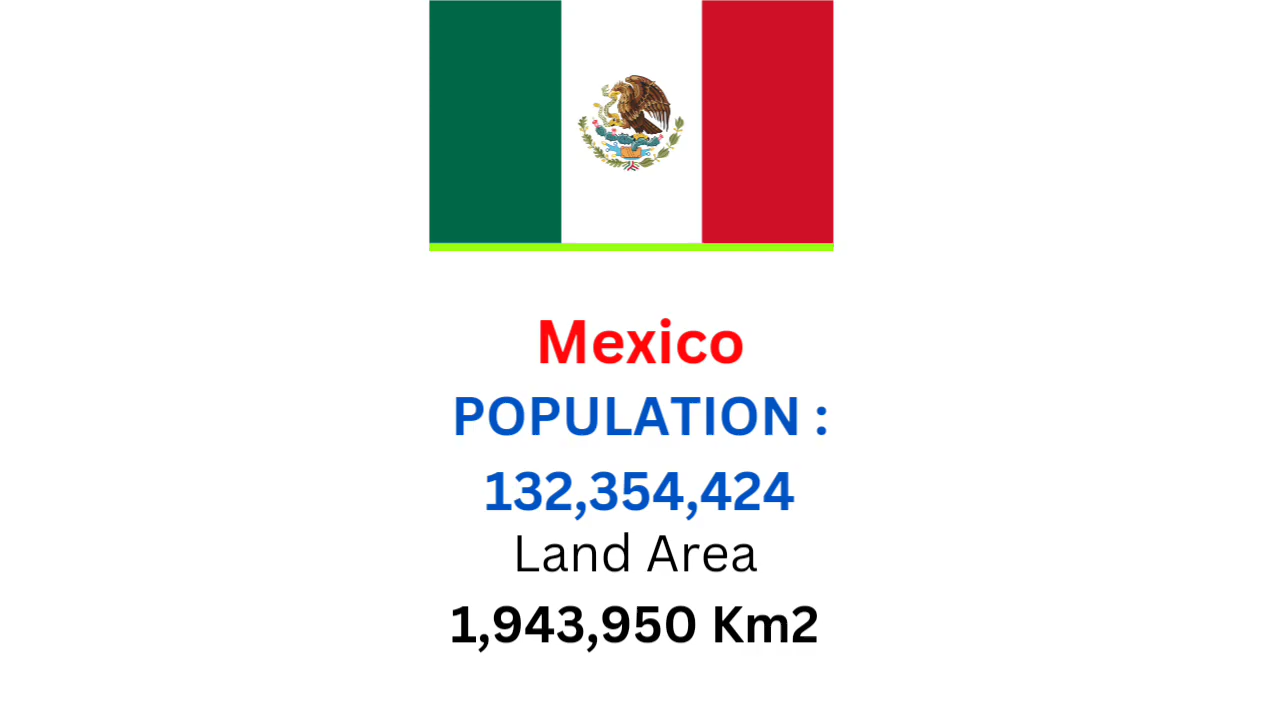 Mexico
POPULATION :
132,354,424
Land Area
1,943,950 Km2